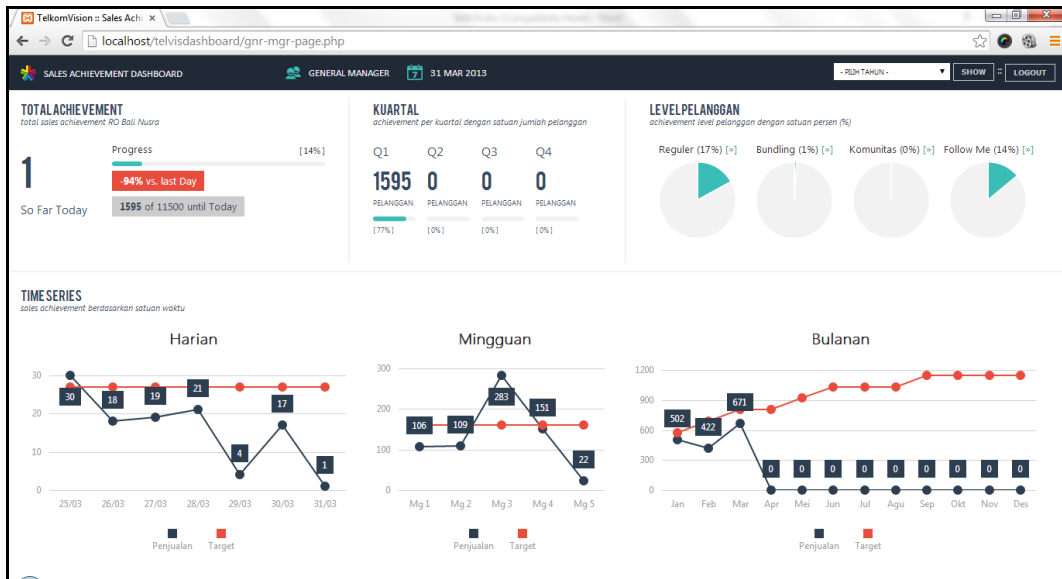 TelkomVision :: Sales Achi
localhost/telvisdashboard/gnr-mgr-page.php
SALES ACHIEVEMENT DASHBOARD GENERAL MANAGER 7 31 MAR 2013 - PILIH TAHUN - SHOW :: LOGOUT
TOTAL ACHIEVEMENT
total sales achievement RO Bali Nusra
1
So Far Today
Progress [14%]
-94% vs. last Day
1595 of 11500 until Today
KUARTAL
achievement per kuartal dengan satuan jumlah pelanggan
Q1 Q2 Q3 Q4
1595 0 0 0
PELANGGAN PELANGGAN PELANGGAN PELANGGAN
[77%] [0%] [0%] [0%]
LEVEL PELANGGAN
achievement level pelanggan dengan satuan persen (%)
Reguler (17%) [»] Bundling (1%) [»] Komunitas (0%) [»] Follow Me (14%) [»]
TIME SERIES
sales achievement berdasarkan satuan waktu
Harian
30
20
10
0
30 18 19 21 4 17 1
25/03 26/03 27/03 28/03 29/03 30/03 31/03
Penjualan Target
Mingguan
300
200
100
0
106 109 283 151 22
Mg 1 Mg 2 Mg 3 Mg 4 Mg 5
Penjualan Target
Bulanan
1200
900
600
300
0
502 422 671 0 0 0 0 0 0 0 0 0
Jan Feb Mar Apr Mei Jun Jul Agu Sep Okt Nov Des
Penjualan Target